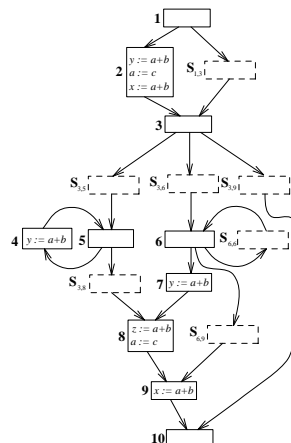 1
2
y := a+b
a := c
x := a+b
S1,3
3
S3,5
S3,6
S3,9
4
y := a+b
5
6
S6,6
S3,8
7
y := a+b
8
z := a+b
a := c
S6,9
9
x := a+b
10